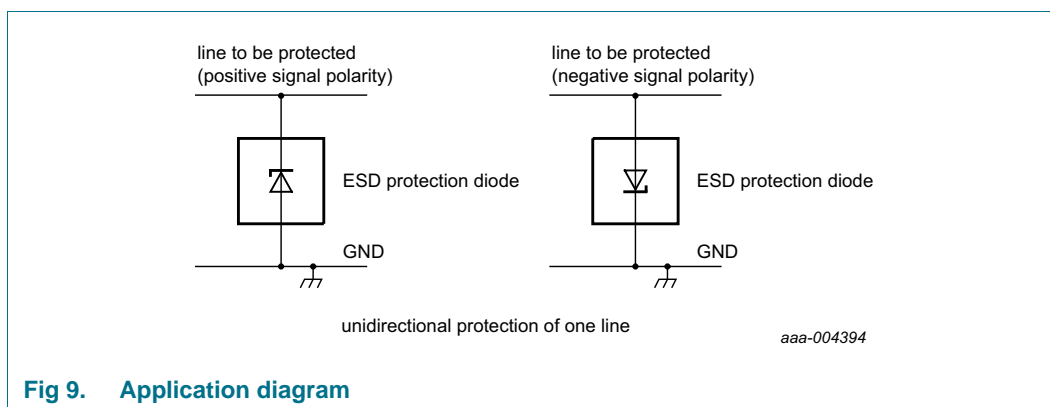 line to be protected
(positive signal polarity)
ESD protection diode
GND
line to be protected
(negative signal polarity)
ESD protection diode
GND
unidirectional protection of one line
aaa-004394
Fig 9. Application diagram